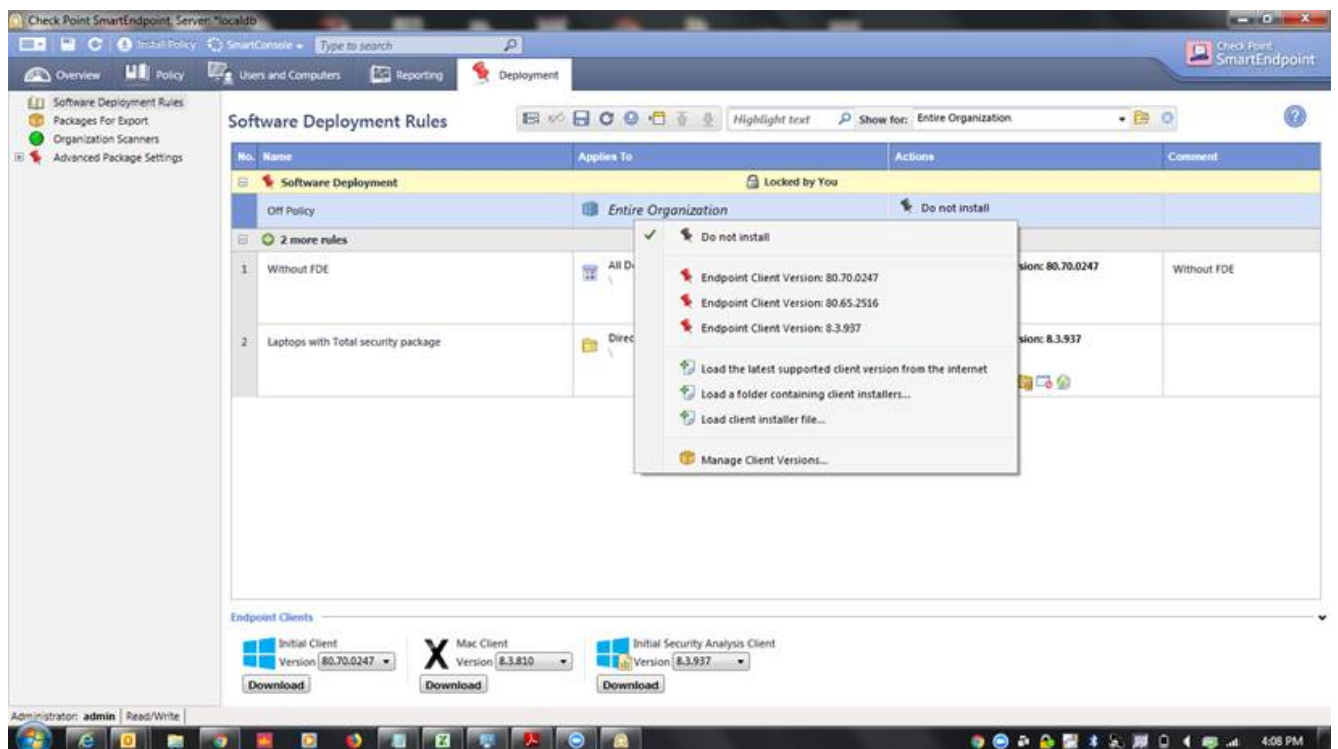 Check Point SmartEndpoint, Server: *localdb
Install Policy SmartConsole Type to search
Check Point
SmartEndpoint
Overview Policy Users and Computers Reporting Deployment
Software Deployment Rules
Packages For Export
Organization Scanners
Advanced Package Settings
Software Deployment Rules Highlight text Show for: Entire Organization
No. Name Applies To Actions Comment
Software Deployment Locked by You
Off Policy Entire Organization Do not install
2 more rules
1 Without FDE All D sion: 80.70.0247 Without FDE
\
2 Laptops with Total security package Direc sion: 8.3.937
\
Do not install
Endpoint Client Version: 80.70.0247
Endpoint Client Version: 80.65.2516
Endpoint Client Version: 8.3.937
Load the latest supported client version from the internet
Load a folder containing client installers...
Load client installer file...
Manage Client Versions...
Endpoint Clients
Initial Client Mac Client Initial Security Analysis Client
Version 80.70.0247 Version 8.3.810 Version 8.3.937
Download Download Download
Administrator: admin Read/Write
4:08 PM